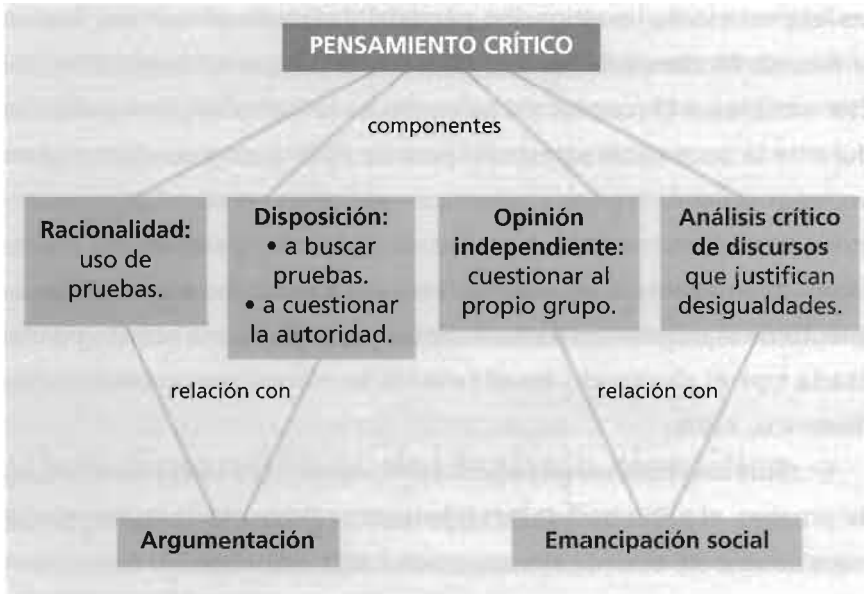 PENSAMIENTO CRÍTICO
componentes
Racionalidad:
uso de
pruebas.
Disposición:
• a buscar
pruebas.
• a cuestionar
la autoridad.
Opinión
independiente:
cuestionar al
propio grupo.
Análisis crítico
de discursos
que justifican
desigualdades.
relación con
relación con
Argumentación
Emancipación social